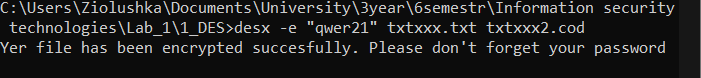 C:\Users\Ziolushka\Documents\University\3year\6semestr\Information security
technologies\Lab_1\1_DES>desx -e "qwer21" txtxxx.txt txtxxx2.cod
Yer file has been encrypted succesfully. Please don't forget your password